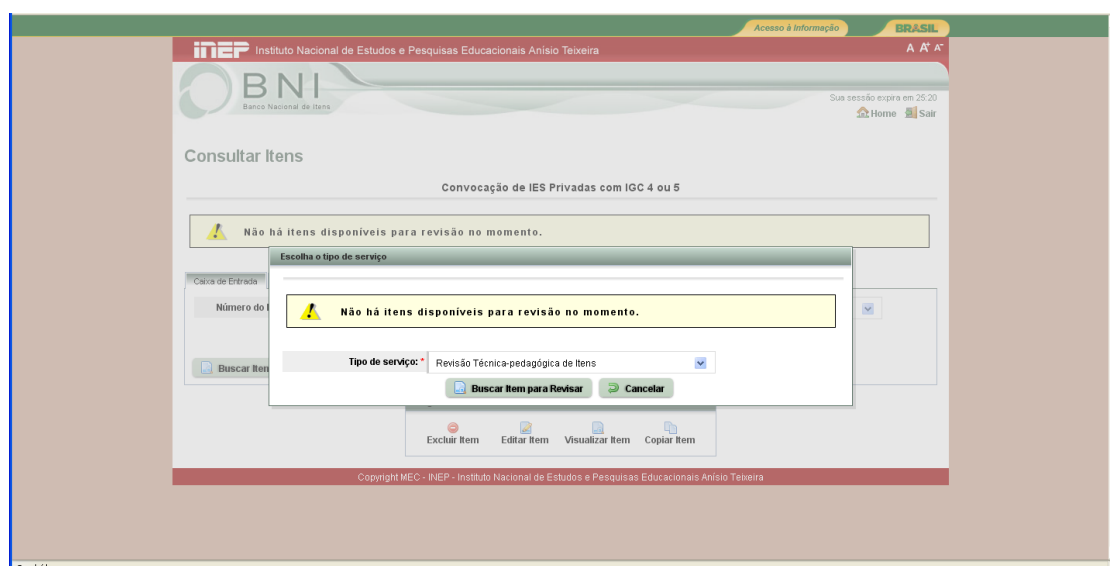 Acesso à Informação
BRASIL
INEP Instituto Nacional de Estudos e Pesquisas Educacionais Anísio Teixeira
A A+ A-
BNI
Banco Nacional de Itens
Sua sessão expira em 25:20
Home Sair
Consultar Itens
Convocação de IES Privadas com IGC 4 ou 5
Não há itens disponíveis para revisão no momento.
Escolha o tipo de serviço
Caixa de Entrada
Número do
Não há itens disponíveis para revisão no momento.
Tipo de serviço: * Revisão Técnica-pedagógica de Itens
Buscar Iten
Buscar Item para Revisar Cancelar
Excluir Item Editar Item Visualizar Item Copiar Item
Copyright MEC - INEP - Instituto Nacional de Estudos e Pesquisas Educacionais Anísio Teixeira